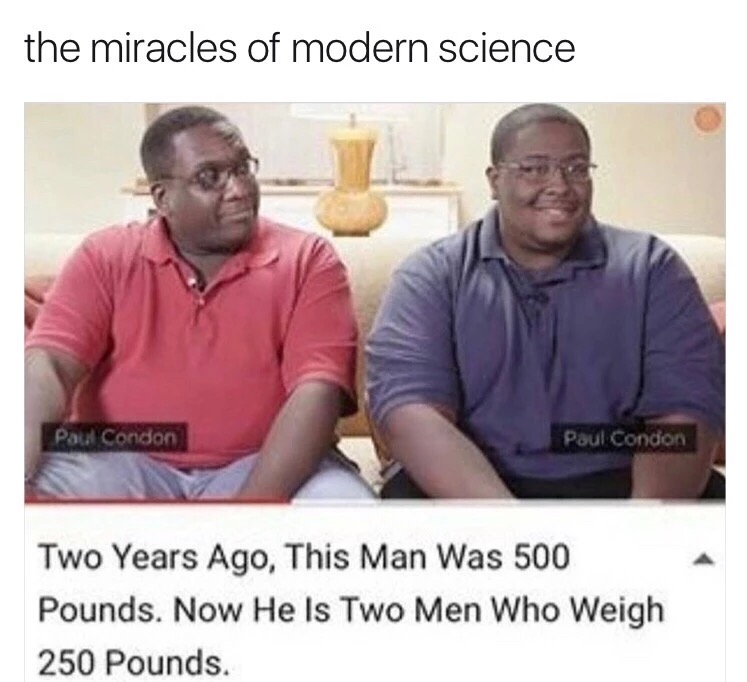 the miracles of modern science
Paul Condon
Paul Condon
Two Years Ago, This Man Was 500
Pounds. Now He Is Two Men Who Weigh
250 Pounds.